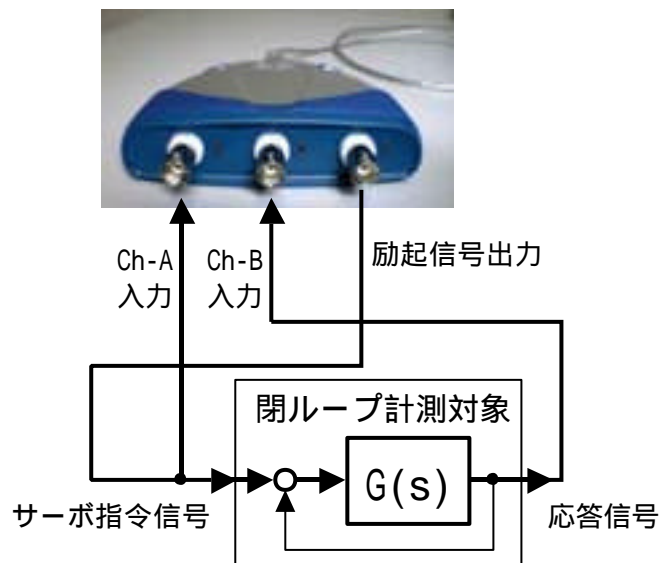 Ch-A
入力
Ch-B
入力
励起信号出力
閉ループ計測対象
G(s)
サーボ指令信号
応答信号